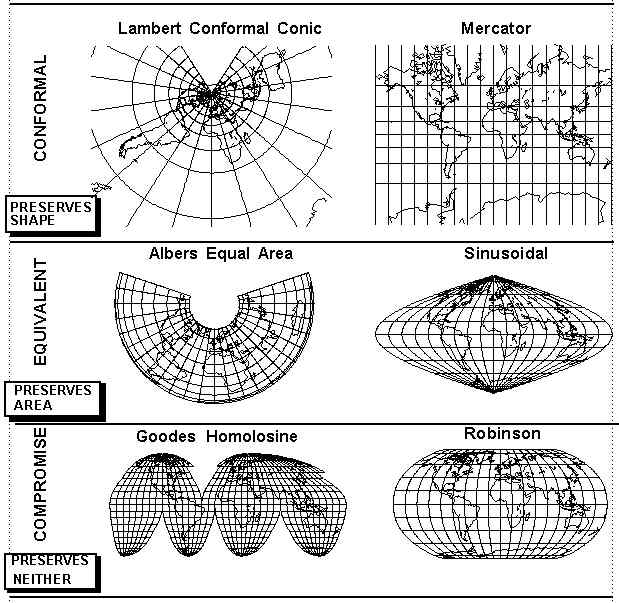 Lambert Conformal Conic
Mercator
CONFORMAL
PRESERVES
SHAPE
Albers Equal Area
Sinusoidal
EQUIVALENT
PRESERVES
AREA
Goodes Homolosine
Robinson
COMPROMISE
PRESERVES
NEITHER